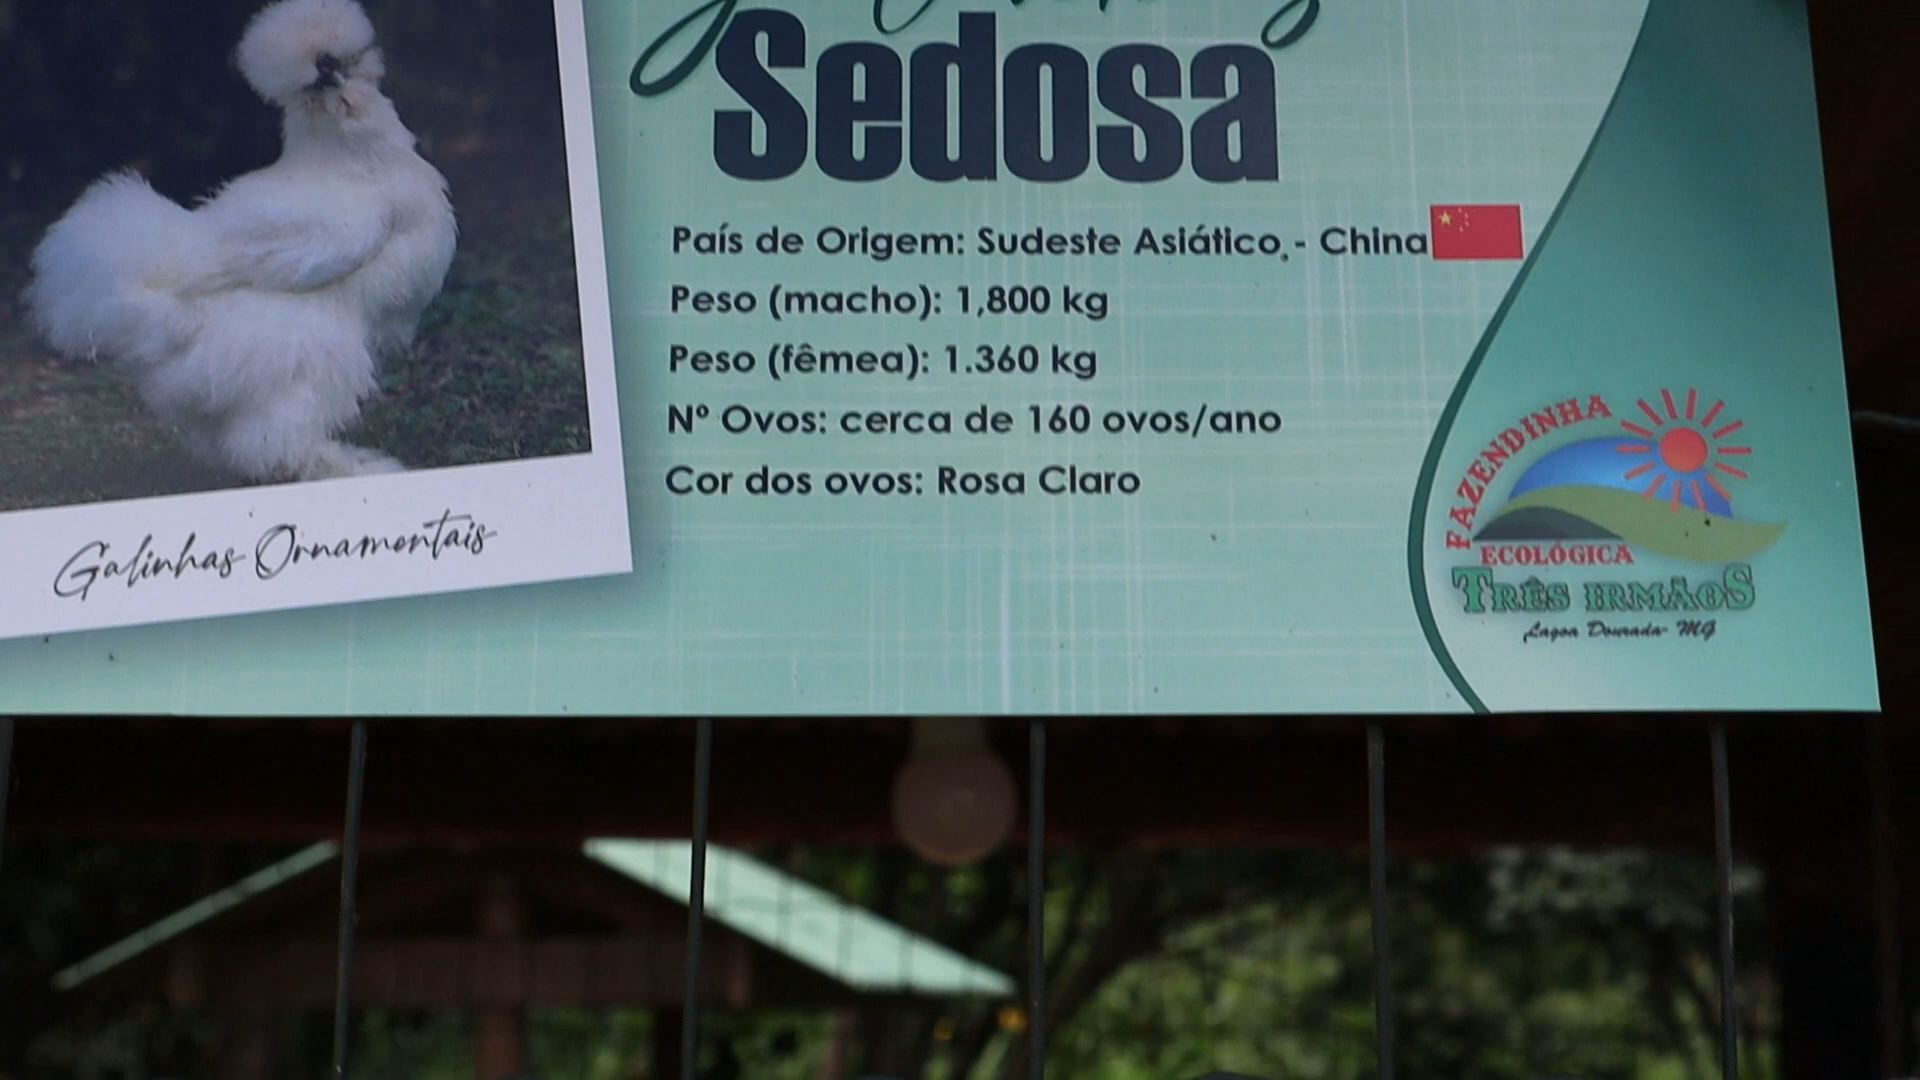 Sedosa
País de Origem: Sudeste Asiático - China
Peso (macho): 1,800 kg
Peso (fêmea): 1.360 kg
Nº Ovos: cerca de 160 ovos/ano
Cor dos ovos: Rosa Claro
Galinhas Ornamentais
FAZENDINHA
ECOLÓGICA
TRÊS IRMÃOS
Lagoa Dourada- MG